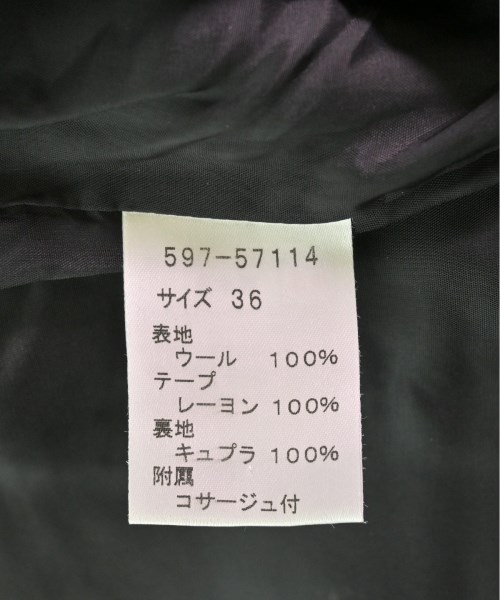 597-57114
サイズ 36
表地
ウール 100%
テープ
レーヨン 100%
裏地
キュプラ 100%
附属
コサージュ付